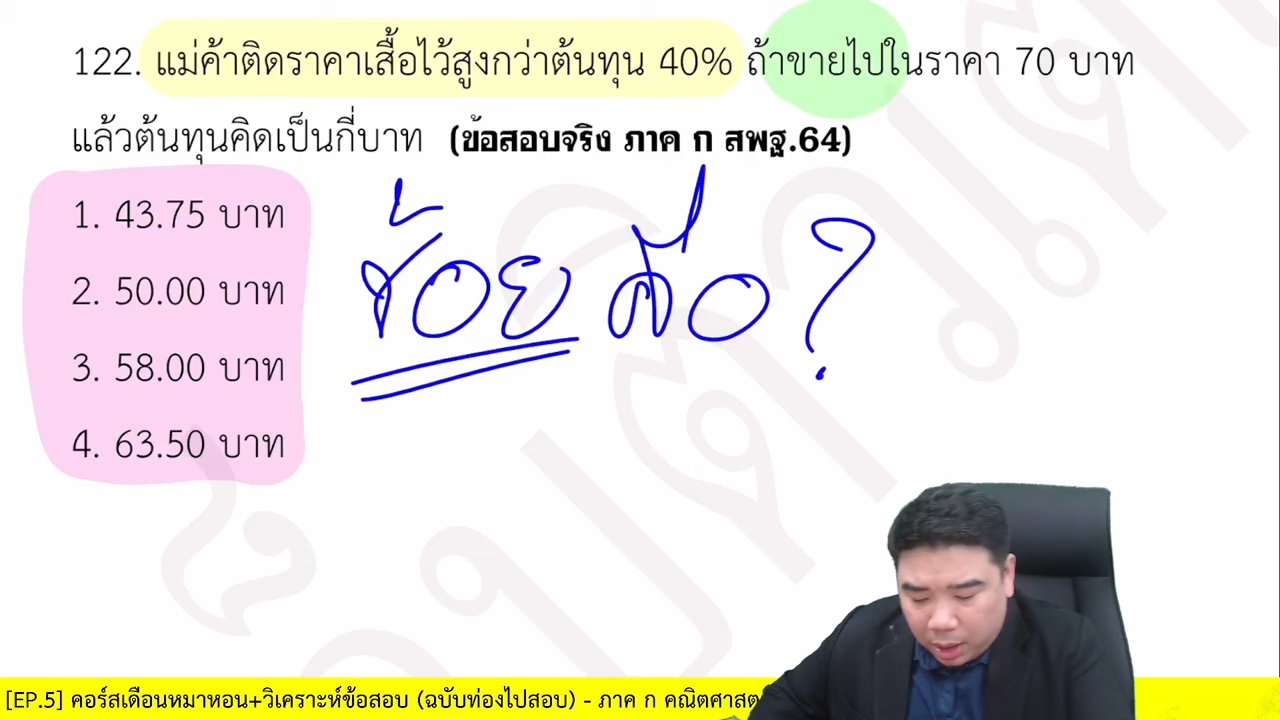 122. แม่ค้าติดราคาเสื้อไว้สูงกว่าต้นทุน 40% ถ้าขายไปในราคา 70 บาท
แล้วต้นทุนคิดเป็นกี่บาท (ข้อสอบจริง ภาค ก สพฐ.64)
1. 43.75 บาท
2. 50.00 บาท
3. 58.00 บาท
4. 63.50 บาท
ช้อย คือ ?
[EP.5] คอร์สเดือนหมาหอน+วิเคราะห์ข้อสอบ (ฉบับท่องไปสอบ) - ภาค ก คณิตศาสต